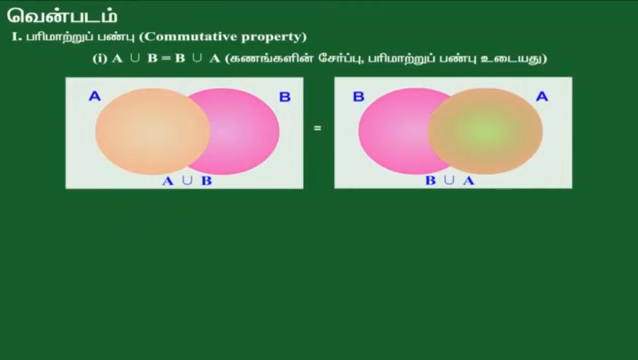 வென்படம்
I. பரிமாற்றுப் பண்பு (Commutative property)
(i) A ∪ B = B ∪ A (கணங்களின் சேர்ப்பு, பரிமாற்றுப் பண்பு உடையது)
A B = B A
A ∪ B B ∪ A